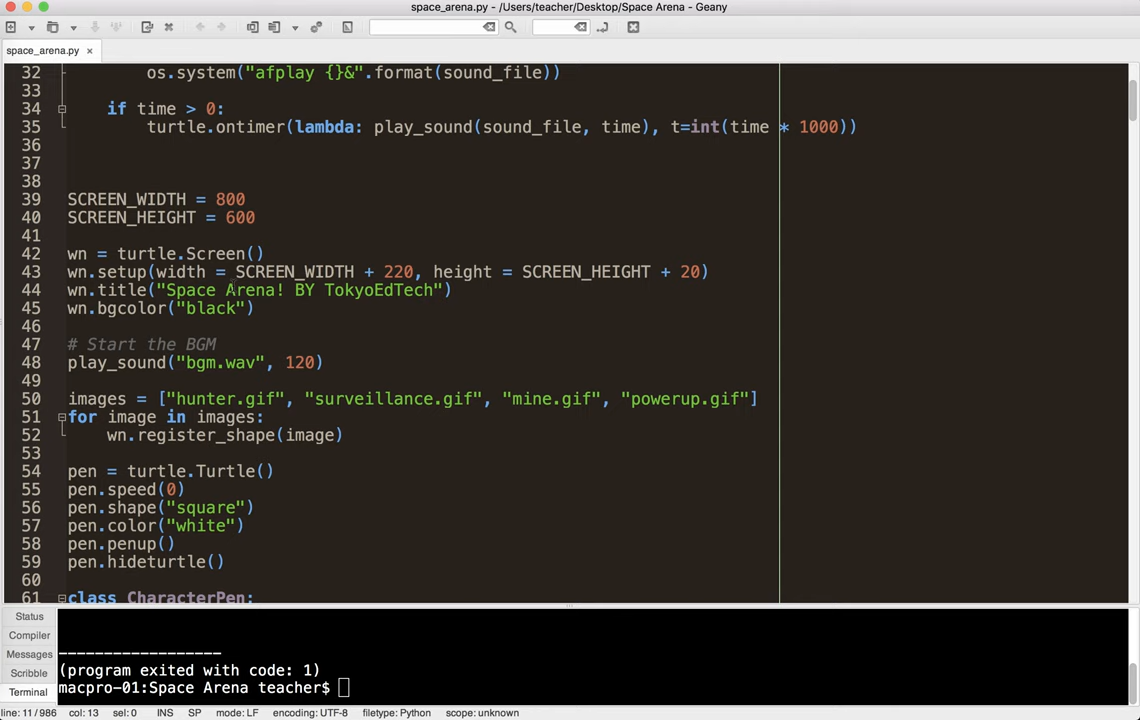 space_arena.py - /Users/teacher/Desktop/Space Arena - Geany
space_arena.py
32 os.system("afplay {}&".format(sound_file))
33
34 if time > 0:
35 turtle.ontimer(lambda: play_sound(sound_file, time), t=int(time * 1000))
36
37
38
39 SCREEN_WIDTH = 800
40 SCREEN_HEIGHT = 600
41
42 wn = turtle.Screen()
43 wn.setup(width = SCREEN_WIDTH + 220, height = SCREEN_HEIGHT + 20)
44 wn.title("Space Arena! BY TokyoEdTech")
45 wn.bgcolor("black")
46
47 # Start the BGM
48 play_sound("bgm.wav", 120)
49
50 images = ["hunter.gif", "surveillance.gif", "mine.gif", "powerup.gif"]
51 for image in images:
52 wn.register_shape(image)
53
54 pen = turtle.Turtle()
55 pen.speed(0)
56 pen.shape("square")
57 pen.color("white")
58 pen.penup()
59 pen.hideturtle()
60
61 class CharacterPen:
Status
Compiler
Messages
Scribble
Terminal
------------------
(program exited with code: 1)
macpro-01:Space Arena teacher$
line: 11 / 986 col: 13 sel: 0 INS SP mode: LF encoding: UTF-8 filetype: Python scope: unknown